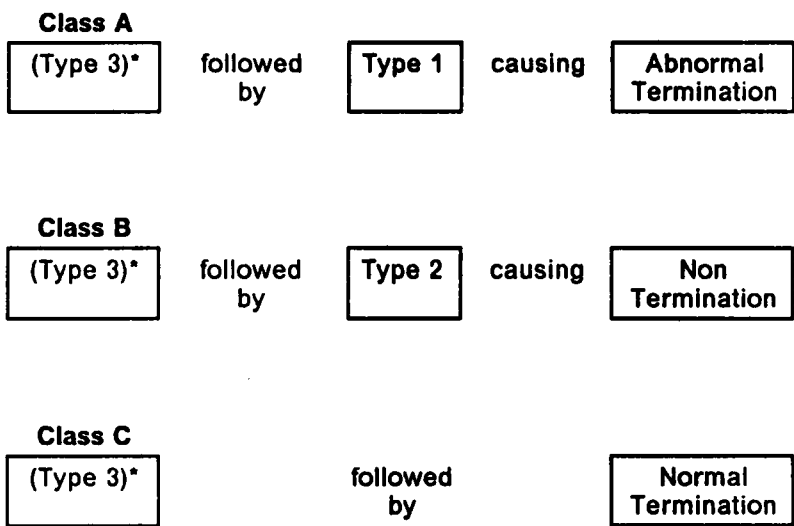 Class A
(Type 3)* followed by Type 1 causing Abnormal Termination
Class B
(Type 3)* followed by Type 2 causing Non Termination
Class C
(Type 3)* followed by Normal Termination